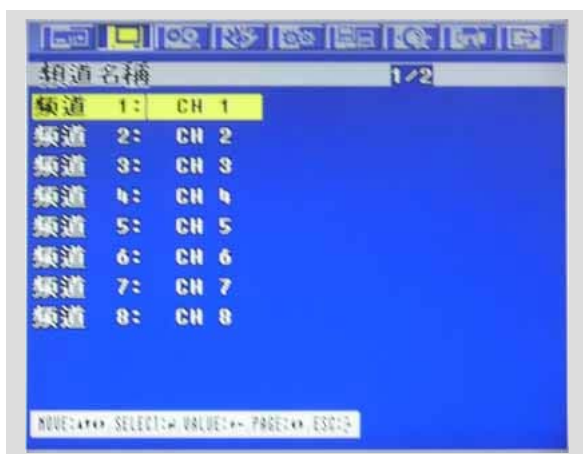 頻道名稱 1/2
頻道 1: CH 1
頻道 2: CH 2
頻道 3: CH 3
頻道 4: CH 4
頻道 5: CH 5
頻道 6: CH 6
頻道 7: CH 7
頻道 8: CH 8
MOVE: SELECT: VALUE:+- PAGE: ESC: